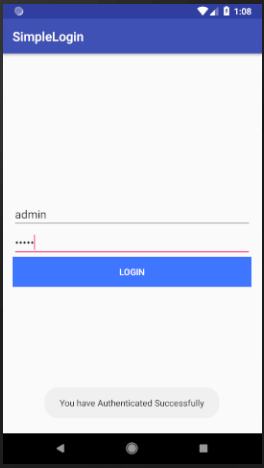 1:08
SimpleLogin
admin
•••••
LOGIN
You have Authenticated Successfully